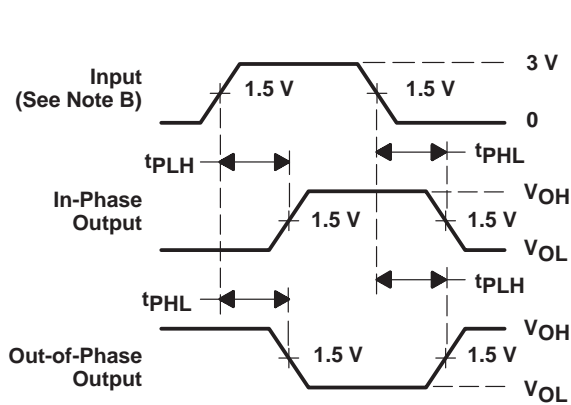 3 V
Input
(See Note B)
1.5 V
1.5 V
0
tPLH
tPHL
In-Phase
Output
VOH
1.5 V
1.5 V
VOL
tPHL
tPLH
Out-of-Phase
Output
VOH
1.5 V
1.5 V
VOL